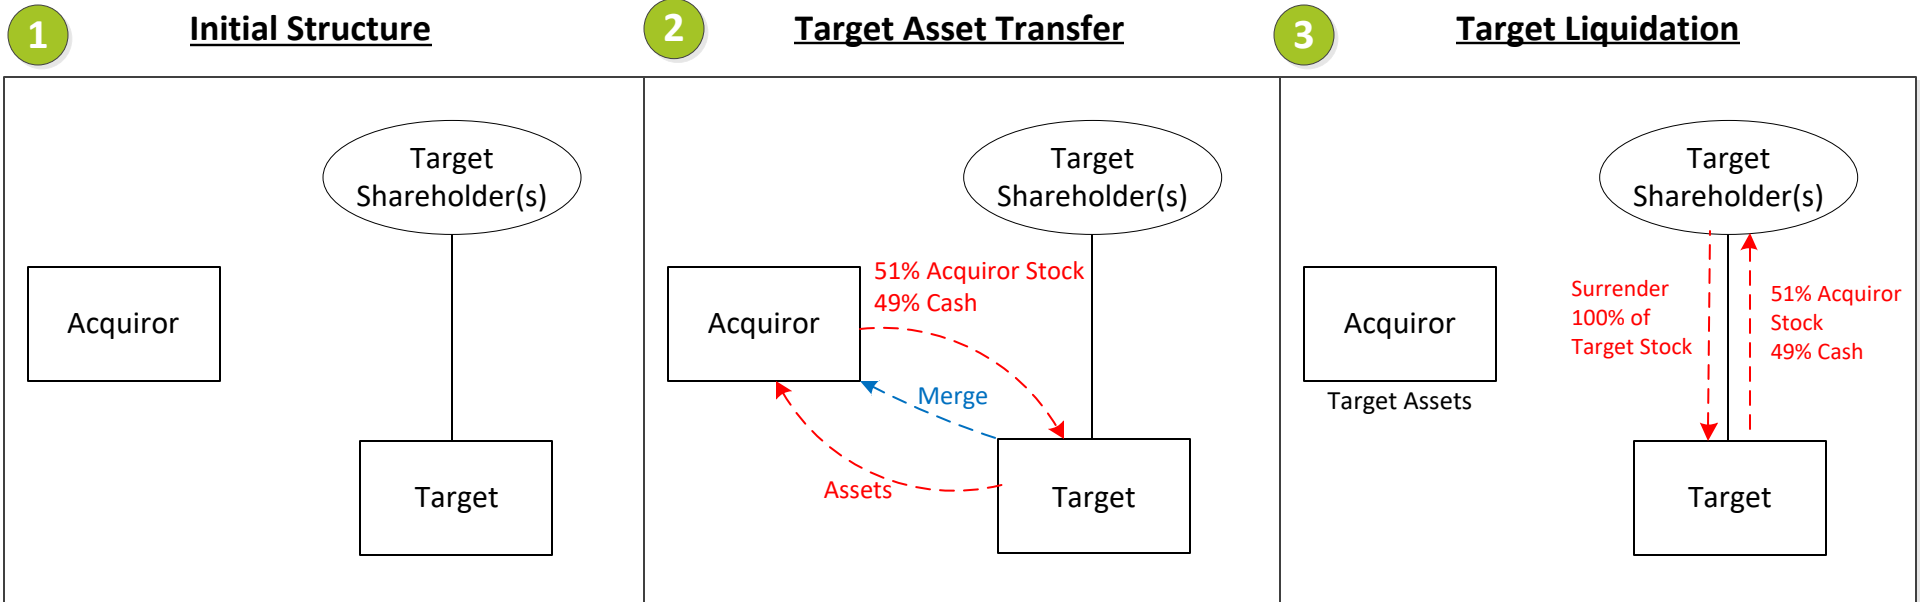 1
Initial Structure
2
Target Asset Transfer
3
Target Liquidation
Target
Shareholder(s)
Acquiror
Target
Target
Shareholder(s)
51% Acquiror Stock
49% Cash
Acquiror
Merge
Assets
Target
Target
Shareholder(s)
Acquiror
Target Assets
Surrender
100% of
Target Stock
51% Acquiror
Stock
49% Cash
Target